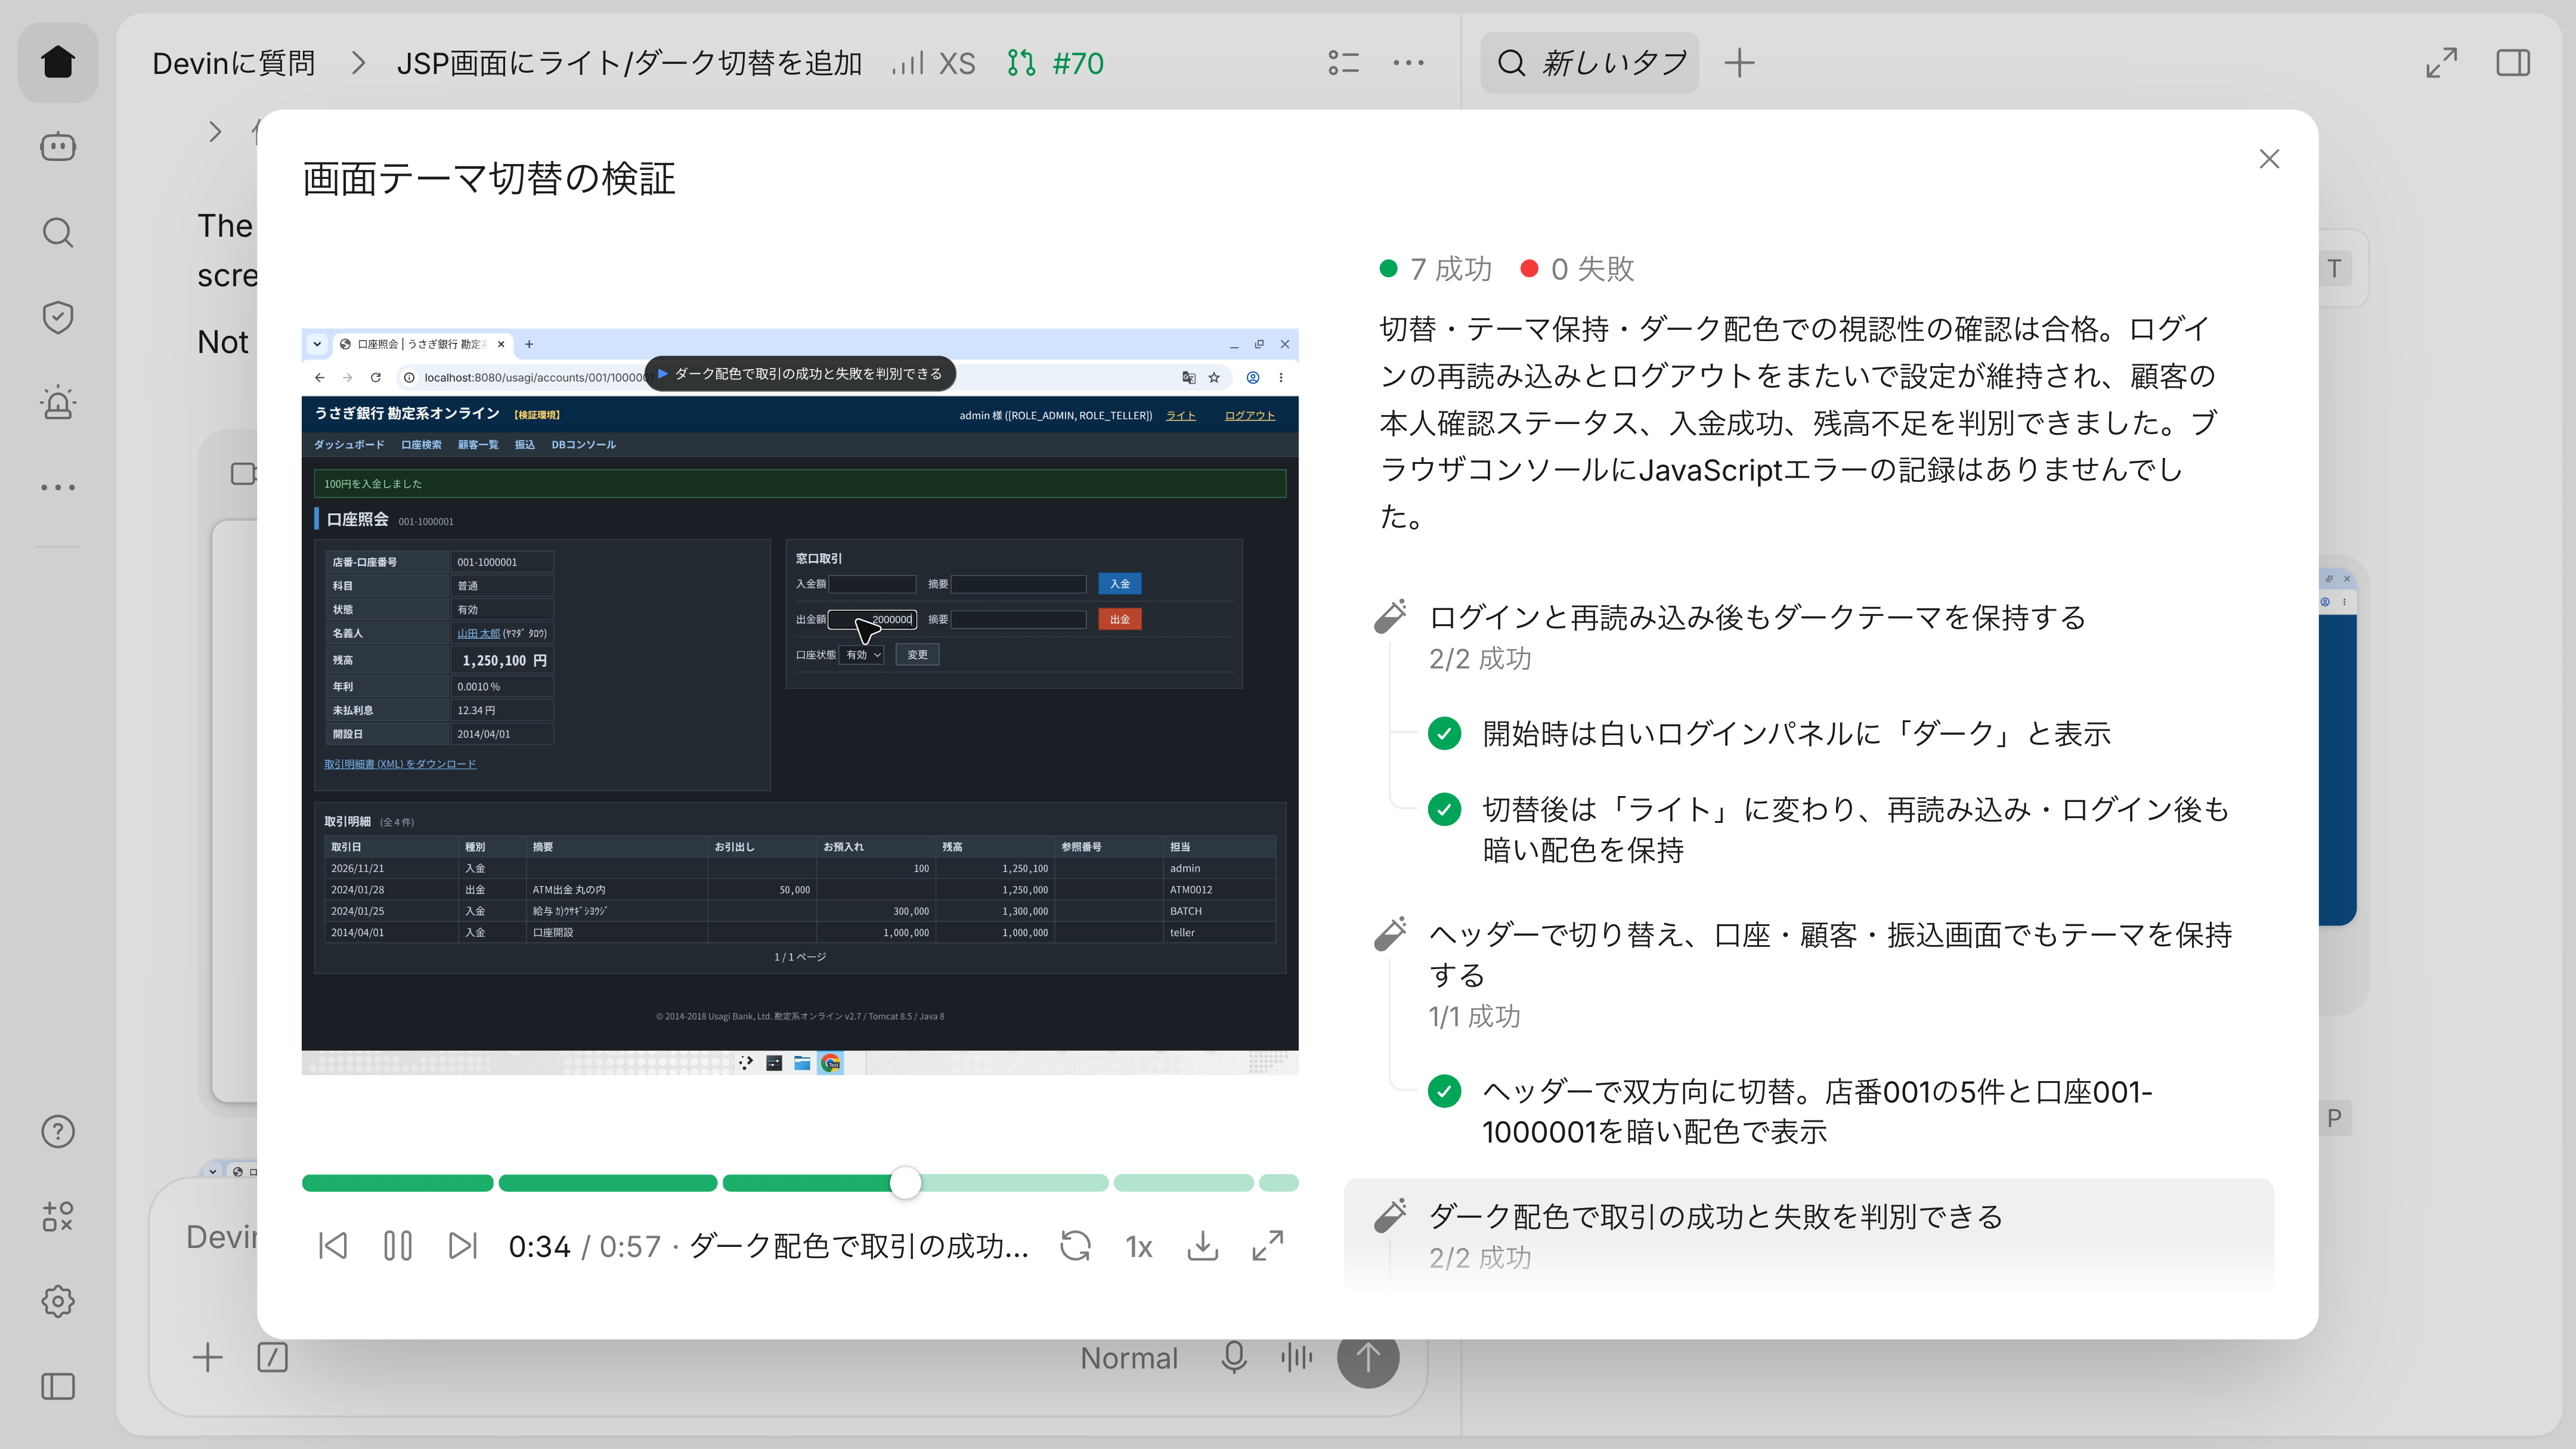 Devinに質問
JSP画面にライト/ダーク切替を追加
XS
#70
新しいタブ
The
scre
Not
T
P
Devin
Normal
画面テーマ切替の検証
口座照会 | うさぎ銀行 勘定
localhost:8080/usagi/accounts/001/100000
ダーク配色で取引の成功と失敗を判別できる
うさぎ銀行 勘定系オンライン 【検証環境】
admin 様 ([ROLE_ADMIN, ROLE_TELLER]) ライト ログアウト
ダッシュボード 口座検索 顧客一覧 振込 DBコンソール
100円を入金しました
口座照会 001-1000001
店番-口座番号 001-1000001
科目 普通
状態 有効
名義人 山田 太郎 (ﾔﾏﾀﾞ ﾀﾛｳ)
残高 1,250,100 円
年利 0.0010 %
未払利息 12.34 円
開設日 2014/04/01
取引明細書 (XML) をダウンロード
窓口取引
入金額 摘要 入金
出金額 2000000 摘要 出金
口座状態 有効 変更
取引明細 (全 4 件)
取引日 種別 摘要 お引出し お預入れ 残高 参照番号 担当
2026/11/21 入金 100 1,250,100 admin
2024/01/28 出金 ATM出金 丸の内 50,000 1,250,000 ATM0012
2024/01/25 入金 給与 ｶ)ｳｻｷﾞｼﾖｳｼﾞ 300,000 1,300,000 BATCH
2014/04/01 入金 口座開設 1,000,000 1,000,000 teller
1 / 1 ページ
© 2014-2018 Usagi Bank, Ltd. 勘定系オンライン v2.7 / Tomcat 8.5 / Java 8
0:34 / 0:57 · ダーク配色で取引の成功...
1x
7 成功 0 失敗
切替・テーマ保持・ダーク配色での視認性の確認は合格。ログイ
ンの再読み込みとログアウトをまたいで設定が維持され、顧客の
本人確認ステータス、入金成功、残高不足を判別できました。ブ
ラウザコンソールにJavaScriptエラーの記録はありませんでし
た。
ログインと再読み込み後もダークテーマを保持する
2/2 成功
開始時は白いログインパネルに「ダーク」と表示
切替後は「ライト」に変わり、再読み込み・ログイン後も
暗い配色を保持
ヘッダーで切り替え、口座・顧客・振込画面でもテーマを保持
する
1/1 成功
ヘッダーで双方向に切替。店番001の5件と口座001-
1000001を暗い配色で表示
ダーク配色で取引の成功と失敗を判別できる
2/2 成功